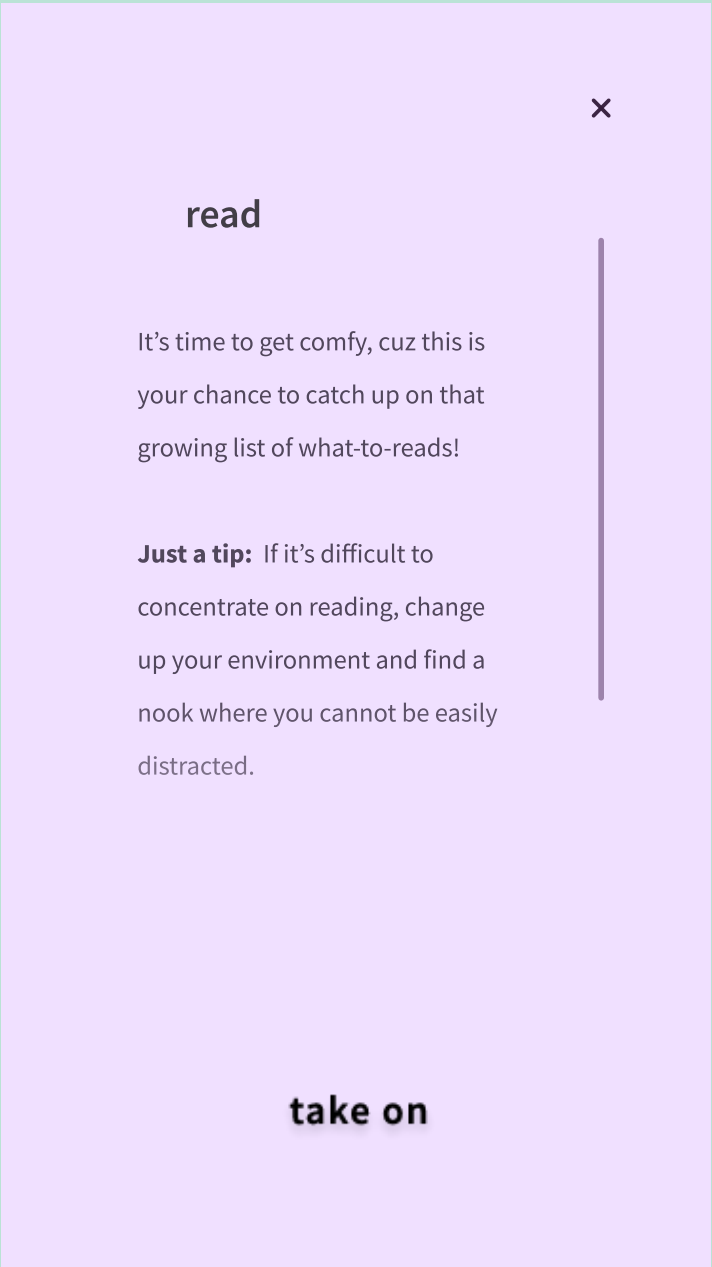 read
It’s time to get comfy, cuz this is
your chance to catch up on that
growing list of what-to-reads!
Just a tip:  If it’s difficult to
concentrate on reading, change
up your environment and find a
nook where you cannot be easily
distracted.
take on